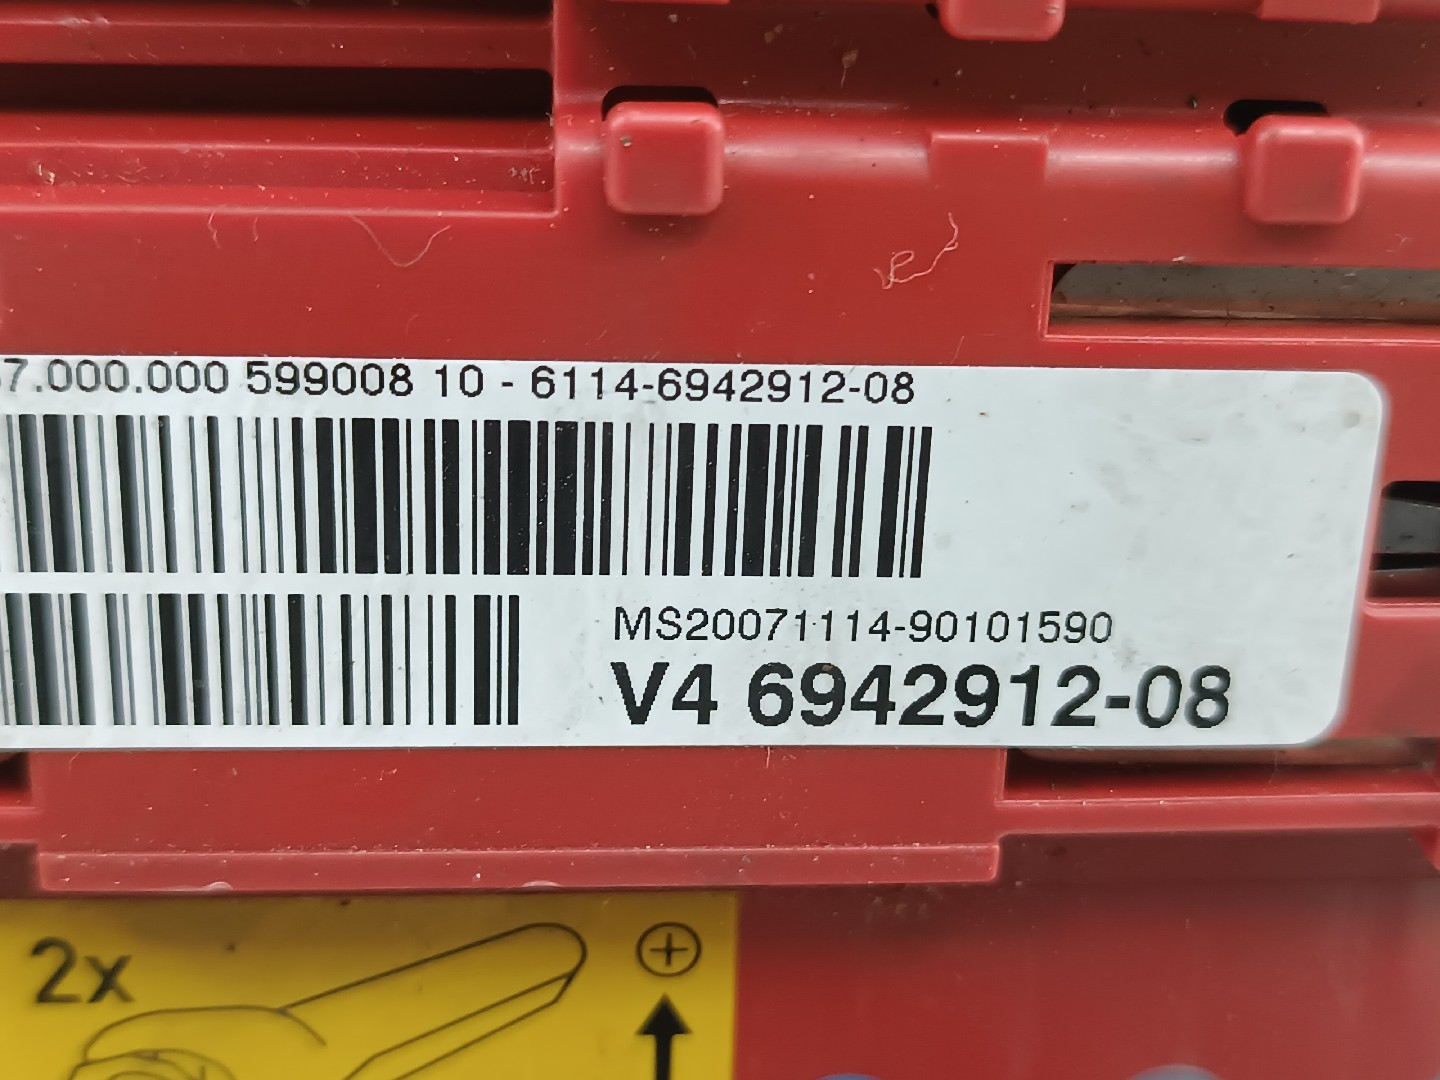 7.000.000 599008 10 - 6114-6942912-08
MS20071114-90101590
V4 6942912-08
2x
+